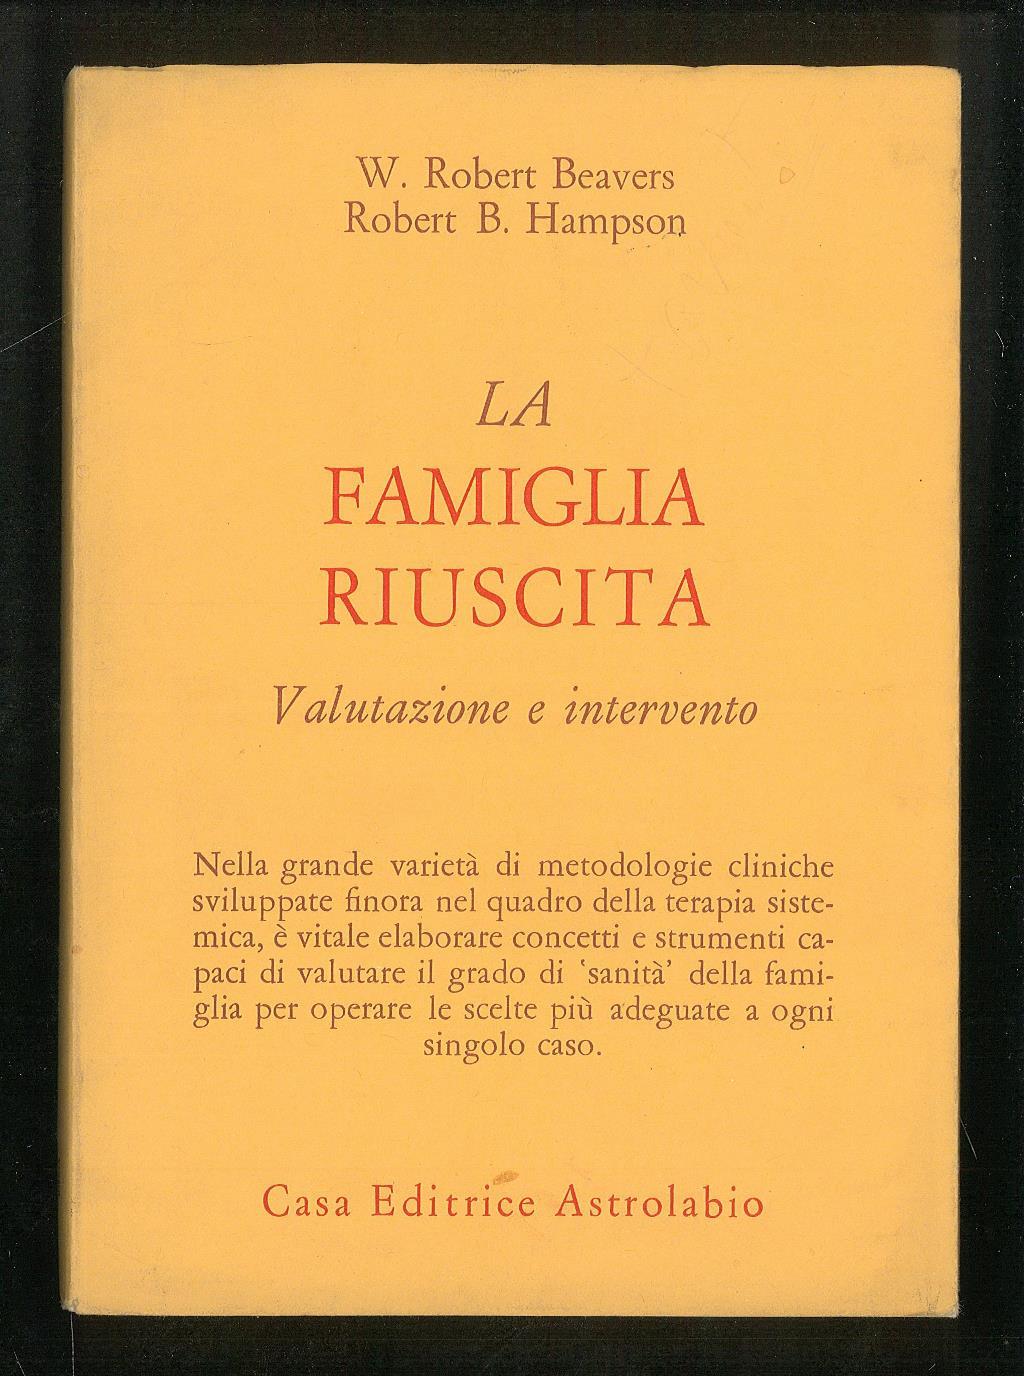 W. Robert Beavers
Robert B. Hampson
LA
FAMIGLIA
RIUSCITA
Valutazione e intervento
Nella grande varietà di metodologie cliniche
sviluppate finora nel quadro della terapia siste-
mica, è vitale elaborare concetti e strumenti ca-
paci di valutare il grado di 'sanità' della fami-
glia per operare le scelte più adeguate a ogni
singolo caso.
Casa Editrice Astrolabio